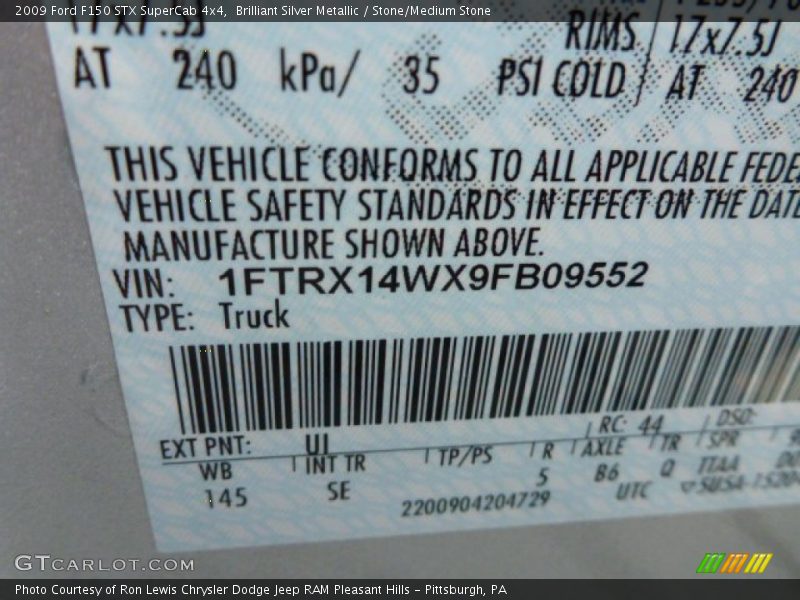 2009 Ford F150 STX SuperCab 4x4, Brilliant Silver Metallic / Stone/Medium Stone
17x7.5J RIMS 17x7.5J
AT 240 kPa/ 35 PSI COLD AT 240
THIS VEHICLE CONFORMS TO ALL APPLICABLE FEDE
VEHICLE SAFETY STANDARDS IN EFFECT ON THE DATE
MANUFACTURE SHOWN ABOVE.
VIN: 1FTRX14WX9FB09552
TYPE: Truck
EXT PNT: UI RC: 44 DSO:
WB INT TR TP/PS R AXLE TR SPR
145 SE 5 B6 Q TTAA
2200904204729 UTC
GTCARLOT.COM
Photo Courtesy of Ron Lewis Chrysler Dodge Jeep RAM Pleasant Hills – Pittsburgh, PA